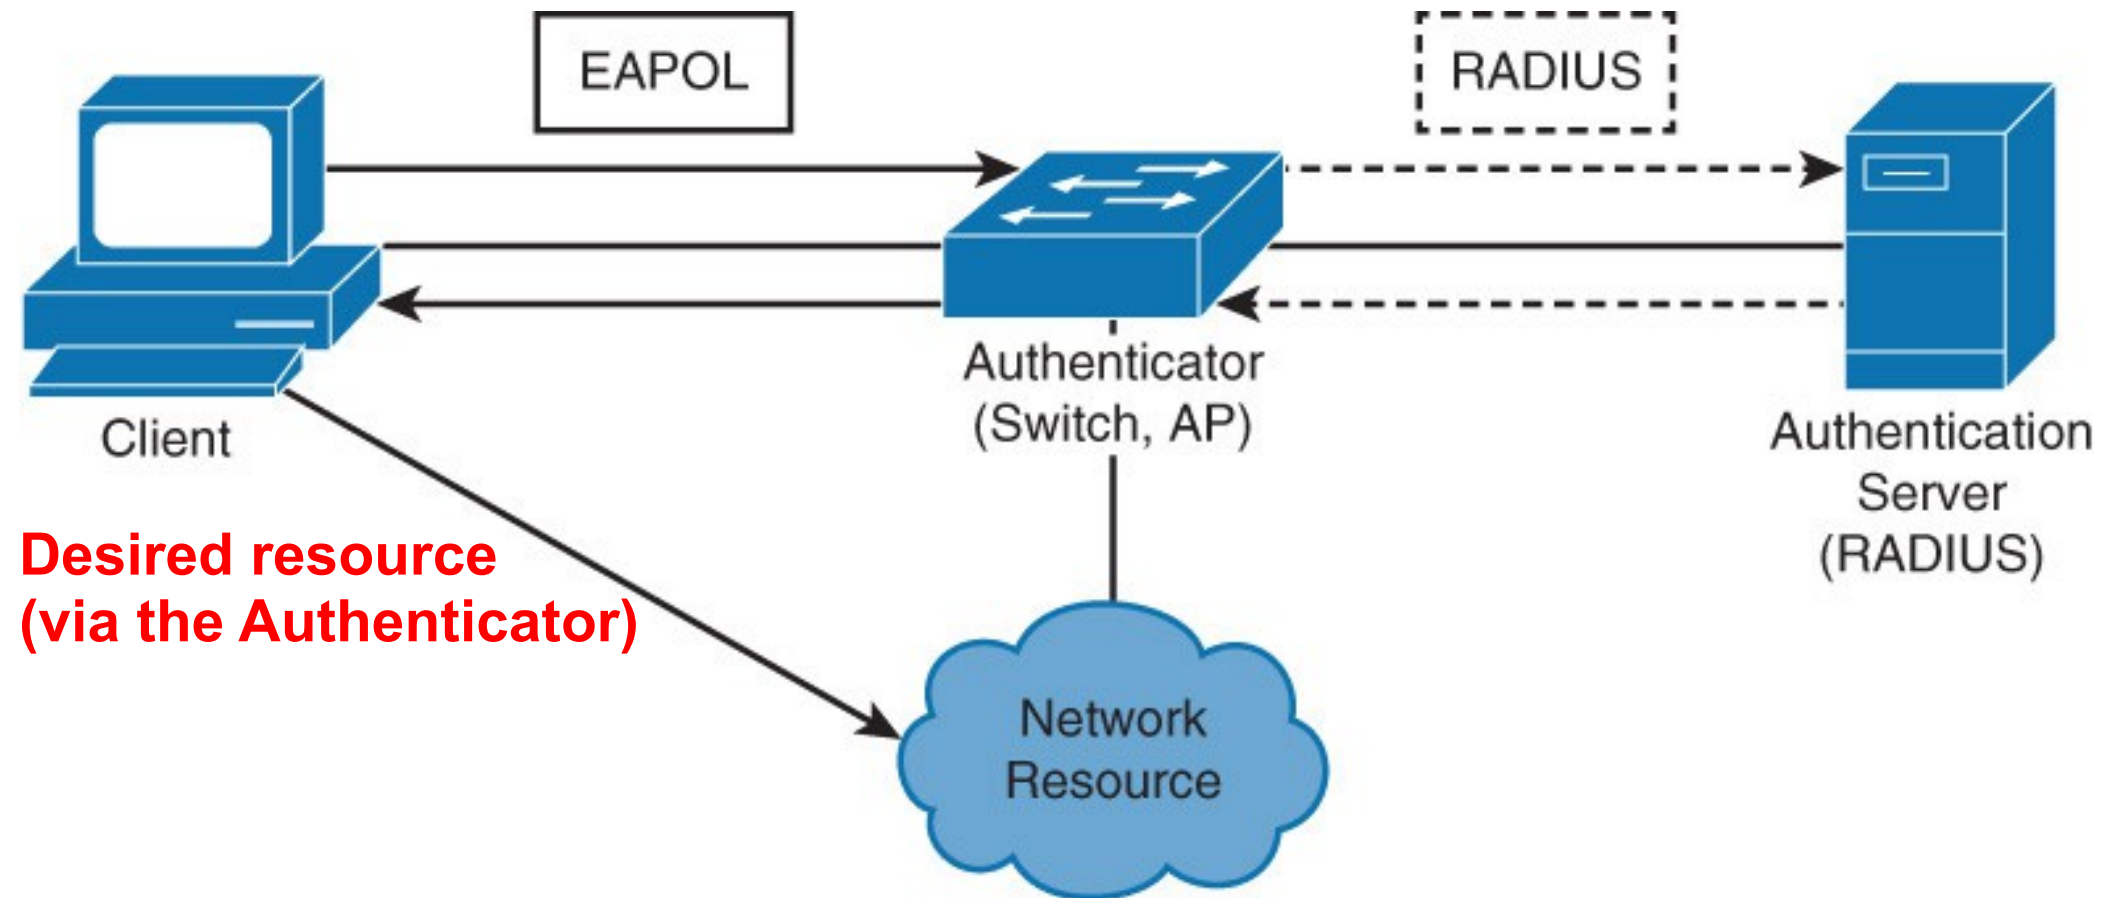 EAPOL
RADIUS
Client
Authenticator
(Switch, AP)
Authentication
Server
(RADIUS)
Desired resource
(via the Authenticator)
Network
Resource